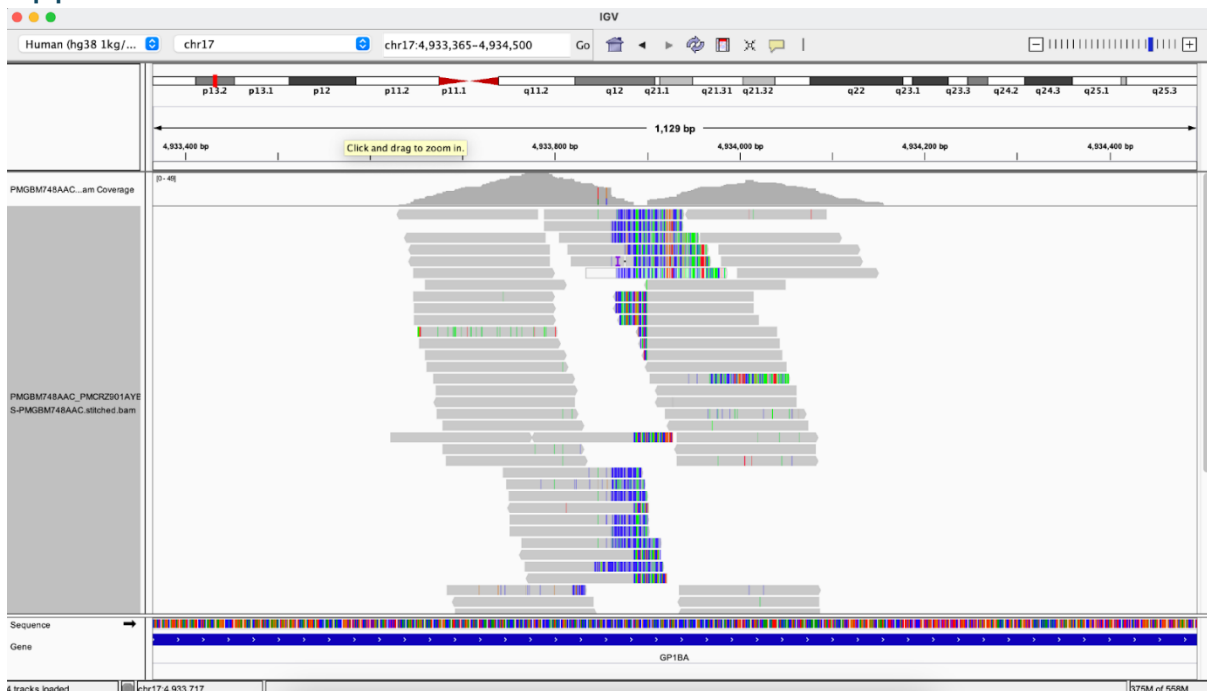 IGV
Human (hg38 1kg/... chr17 chr17:4,933,365-4,934,500 Go
p13.2 p13.1 p12 p11.2 p11.1 q11.2 q12 q21.1 q21.31 q21.32 q22 q23.1 q23.3 q24.2 q24.3 q25.1 q25.3
1,129 bp
4,933,400 bp 4,933,800 bp 4,934,000 bp 4,934,200 bp 4,934,400 bp
Click and drag to zoom in.
[0 - 49]
PMGBM748AAC...am Coverage
PMGBM748AAC_PMCRZ901AYE
S-PMGBM748AAC.stitched.bam
Sequence
Gene
GP1BA
4 tracks loaded chr17:4,933,717 375M of 558M